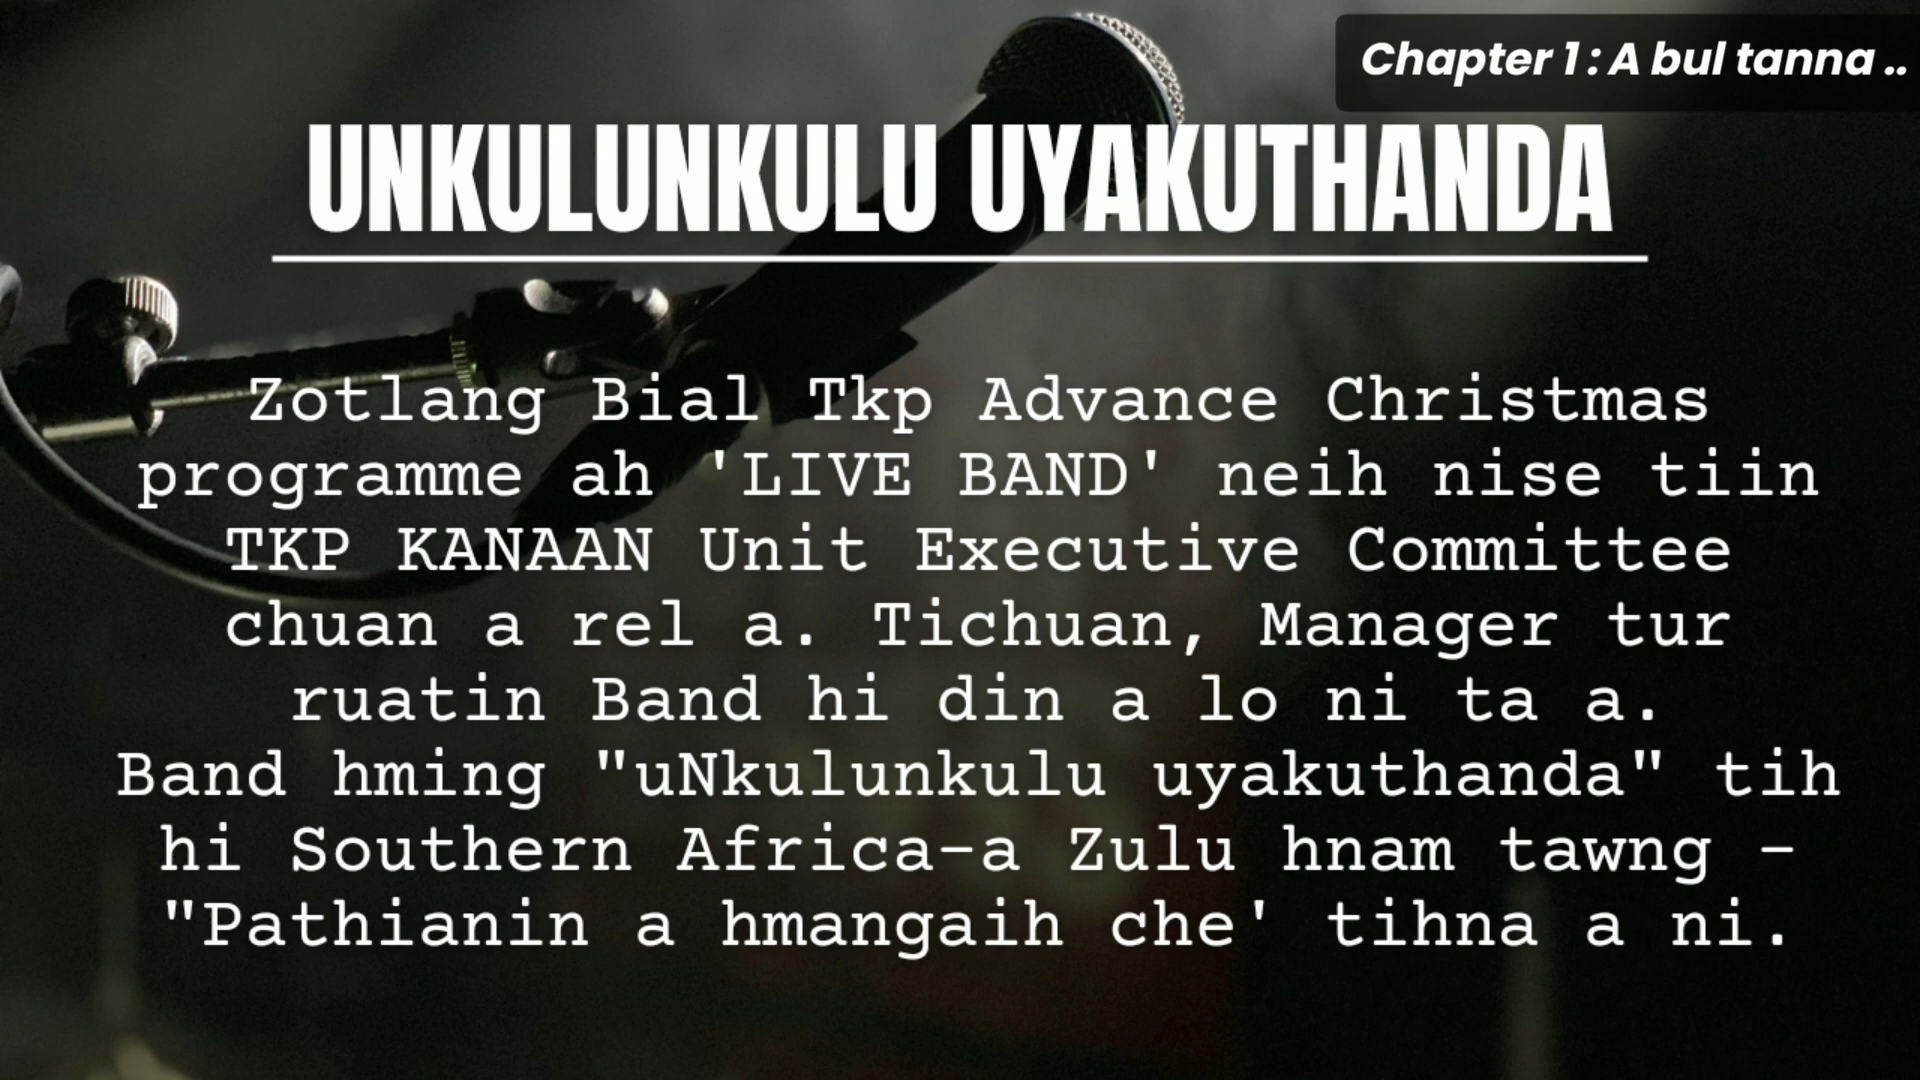 Chapter 1 : A bul tanna ..
UNKULUNKULU UYAKUTHANDA
Zotlang Bial Tkp Advance Christmas
programme ah 'LIVE BAND' neih nise tiin
TKP KANAAN Unit Executive Committee
chuan a rel a. Tichuan, Manager tur
ruatin Band hi din a lo ni ta a.
Band hming "uNkulunkulu uyakuthanda" tih
hi Southern Africa-a Zulu hnam tawng -
"Pathianin a hmangaih che' tihna a ni.